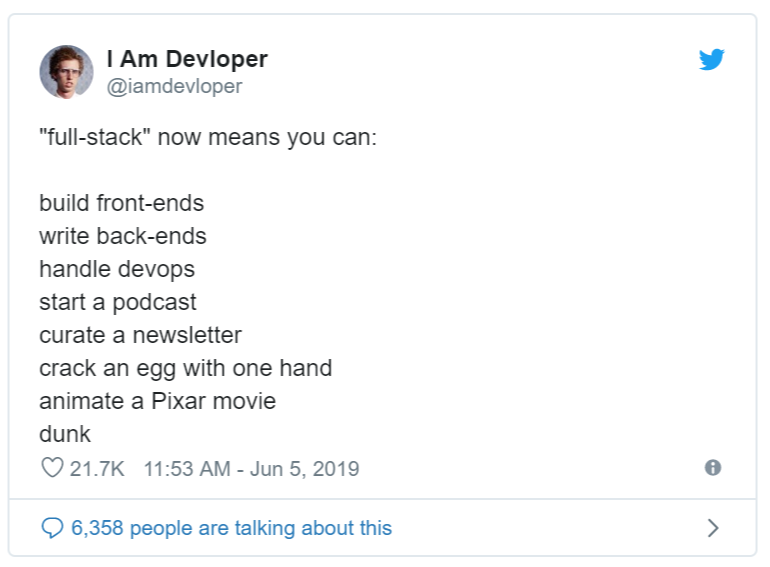 I Am Devloper
@iamdevloper
"full-stack" now means you can:
build front-ends
write back-ends
handle devops
start a podcast
curate a newsletter
crack an egg with one hand
animate a Pixar movie
dunk
21.7K 11:53 AM - Jun 5, 2019
6,358 people are talking about this